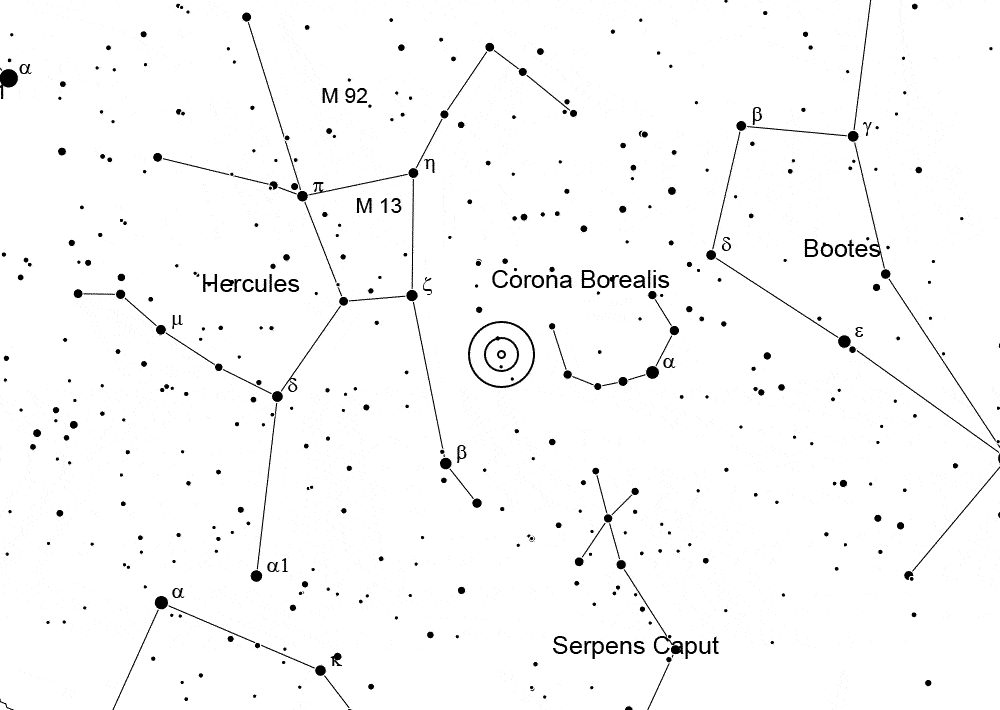 α
M 92
β
γ
η
π
M 13
δ
Bootes
Corona Borealis
Hercules
ζ
μ
ε
α
δ
β
α1
α
Serpens Caput
κ